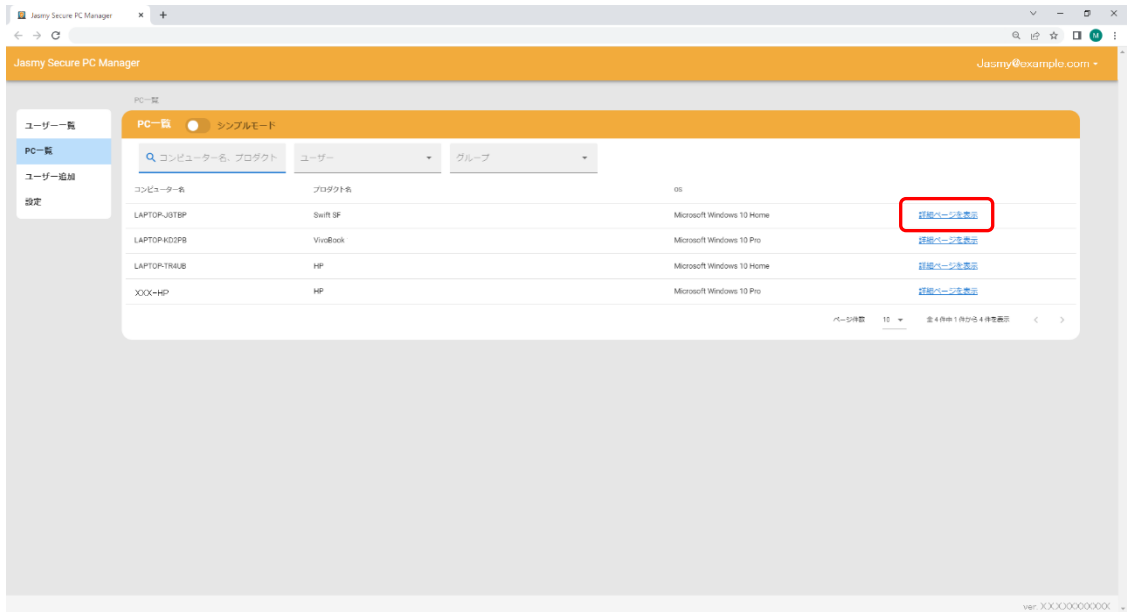 Jasmy Secure PC Manager
M
Jasmy Secure PC Manager
Jasmy@example.com
PC一覧
ユーザー一覧
PC一覧
ユーザー追加
設定
PC一覧 シンプルモード
コンピューター名、プロダクト ユーザー グループ
コンピューター名 プロダクト名 OS
LAPTOP-JGTBP Swift SF Microsoft Windows 10 Home 詳細ページを表示
LAPTOP-KD2PB VivoBook Microsoft Windows 10 Pro 詳細ページを表示
LAPTOP-TR4UB HP Microsoft Windows 10 Home 詳細ページを表示
XXX-HP HP Microsoft Windows 10 Pro 詳細ページを表示
ページ件数 10 全 4 件中 1 件から 4 件を表示